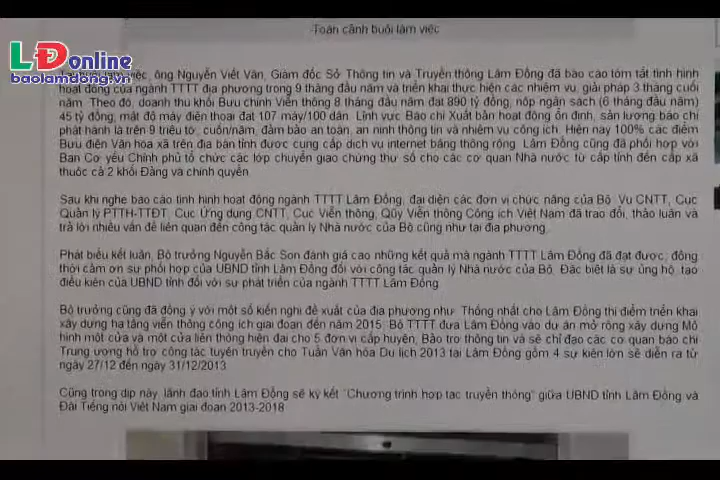 Toàn cảnh buổi làm việc
LĐ online
baolamdong.vn
Tại buổi làm việc, ông Nguyễn Viết Vân, Giám đốc Sở Thông tin và Truyền thông Lâm Đồng đã báo cáo tóm tắt tình hình
hoạt động của ngành TTTT địa phương trong 9 tháng đầu năm và triển khai thực hiện các nhiệm vụ, giải pháp 3 tháng cuối
năm. Theo đó, doanh thu khối Bưu chính Viễn thông 8 tháng đầu năm đạt 890 tỷ đồng, nộp ngân sách (6 tháng đầu năm)
45 tỷ đồng, mật độ máy điện thoại đạt 107 máy/100 dân. Lĩnh vực Báo chí Xuất bản hoạt động ổn định, sản lượng báo chí
phát hành là trên 9 triệu tờ, cuốn/năm, đảm bảo an toàn, an ninh thông tin và nhiệm vụ công ích. Hiện nay 100% các điểm
Bưu điện Văn hóa xã trên địa bàn tỉnh được cung cấp dịch vụ internet băng thông rộng. Lâm Đồng cũng đã phối hợp với
Ban Cơ yếu Chính phủ tổ chức các lớp chuyển giao chứng thư số cho các cơ quan Nhà nước từ cấp tỉnh đến cấp xã
thuộc cả 2 khối Đảng và chính quyền.
Sau khi nghe báo cáo tình hình hoạt động ngành TTTT Lâm Đồng, đại diện các đơn vị chức năng của Bộ: Vụ CNTT, Cục
Quản lý PTTH-TTĐT, Cục Ứng dụng CNTT, Cục Viễn thông, Qũy Viễn thông Công ích Việt Nam đã trao đổi, thảo luận và
trả lời nhiều vấn đề liên quan đến công tác quản lý Nhà nước của Bộ cũng như tại địa phương.
Phát biểu kết luận, Bộ trưởng Nguyễn Bắc Son đánh giá cao những kết quả mà ngành TTTT Lâm Đồng đã đạt được; đồng
thời cảm ơn sự phối hợp của UBND tỉnh Lâm Đồng đối với công tác quản lý Nhà nước của Bộ. Đặc biệt là sự ủng hộ, tạo
điều kiện của UBND tỉnh đối với sự phát triển của ngành TTTT Lâm Đồng.
Bộ trưởng cũng đã đồng ý với một số kiến nghị đề xuất của địa phương như: Thống nhất cho Lâm Đồng thí điểm triển khai
xây dựng hạ tầng viễn thông công ích giai đoạn đến năm 2015; Bộ TTTT đưa Lâm Đồng vào dự án mở rộng xây dựng Mô
hình một cửa và một cửa liên thông hiện đại cho 5 đơn vị cấp huyện; Bảo trợ thông tin và sẽ chỉ đạo các cơ quan báo chí
Trung ương hỗ trợ công tác tuyên truyền cho Tuần Văn hóa Du lịch 2013 tại Lâm Đồng gồm 4 sự kiện lớn sẽ diễn ra từ
ngày 27/12 đến ngày 31/12/2013.
Cũng trong dịp này, lãnh đạo tỉnh Lâm Đồng sẽ ký kết "Chương trình hợp tác truyền thông" giữa UBND tỉnh Lâm Đồng và
Đài Tiếng nói Việt Nam giai đoạn 2013-2018.